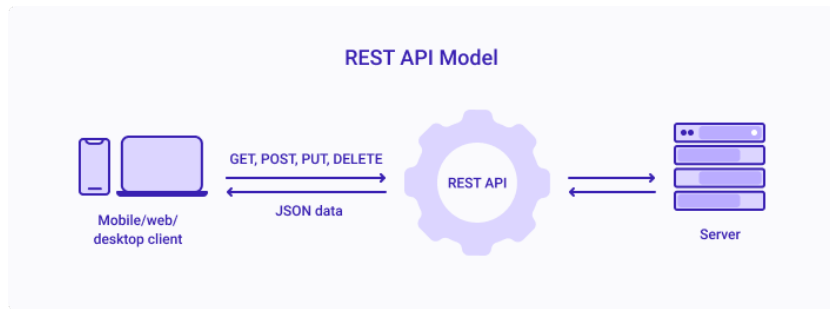 REST API Model
GET, POST, PUT, DELETE
JSON data
Mobile/web/
desktop client
REST API
Server